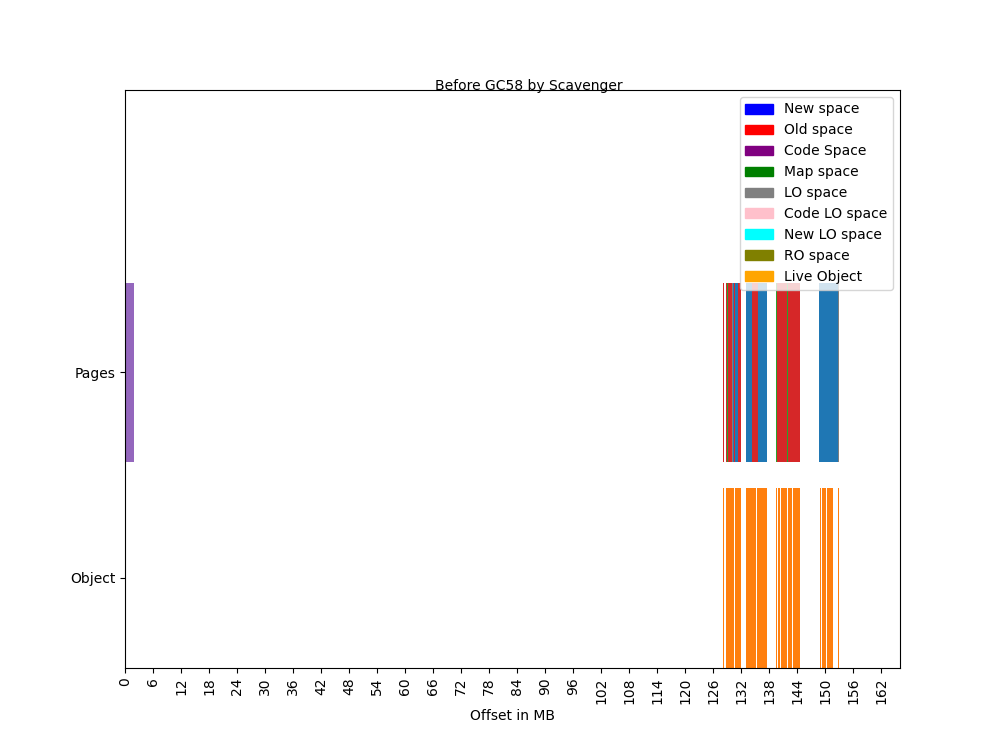 Before GC58 by Scavenger
New space
Old space
Code Space
Map space
LO space
Code LO space
New LO space
RO space
Live Object
Pages
Object
0 6 12 18 24 30 36 42 48 54 60 66 72 78 84 90 96 102 108 114 120 126 132 138 144 150 156 162
Offset in MB